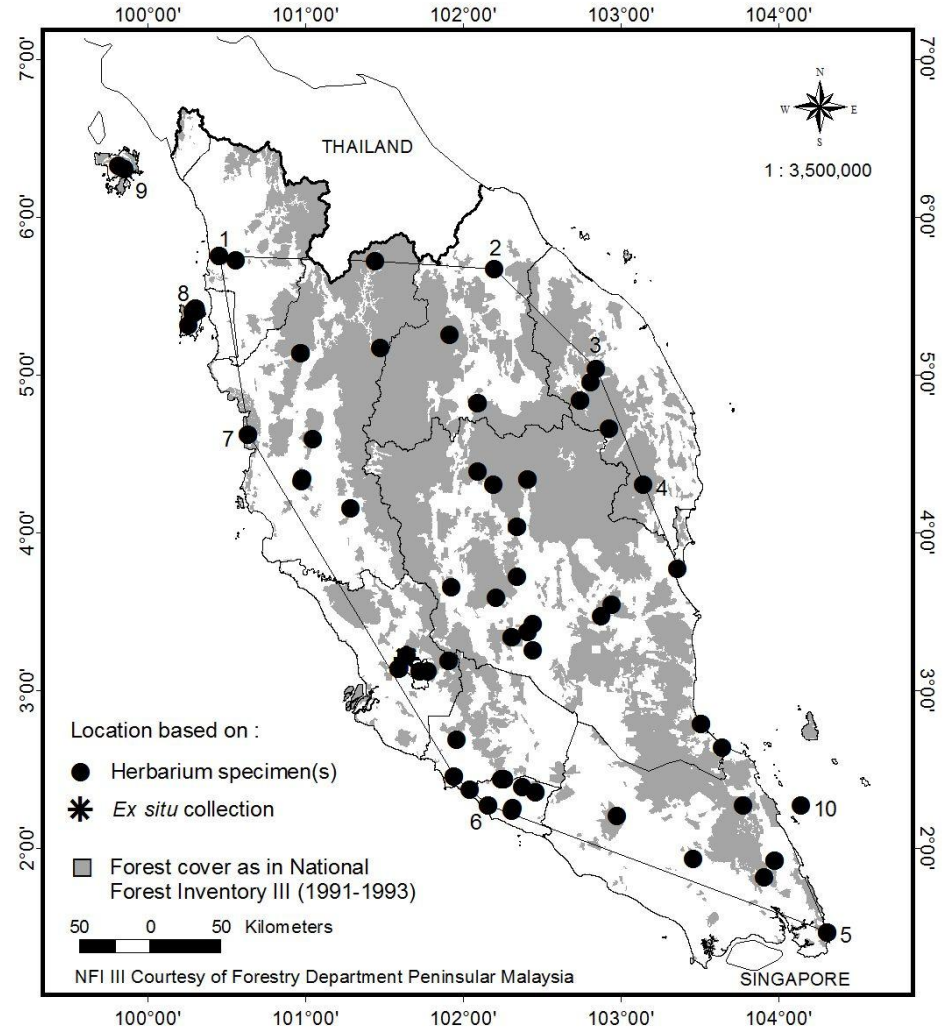 100°00' 101°00' 102°00' 103°00' 104°00'
7°00' 7°00'
N
W E
S
THAILAND
1 : 3,500,000
9
6°00' 6°00'
1
2
8
3
5°00' 5°00'
7
4
4°00' 4°00'
3°00' 3°00'
Location based on :
Herbarium specimen(s)
Ex situ collection
10
6
2°00' 2°00'
Forest cover as in National
Forest Inventory III (1991-1993)
50 0 50 Kilometers
5
NFI III Courtesy of Forestry Department Peninsular Malaysia
SINGAPORE
100°00' 101°00' 102°00' 103°00' 104°00'